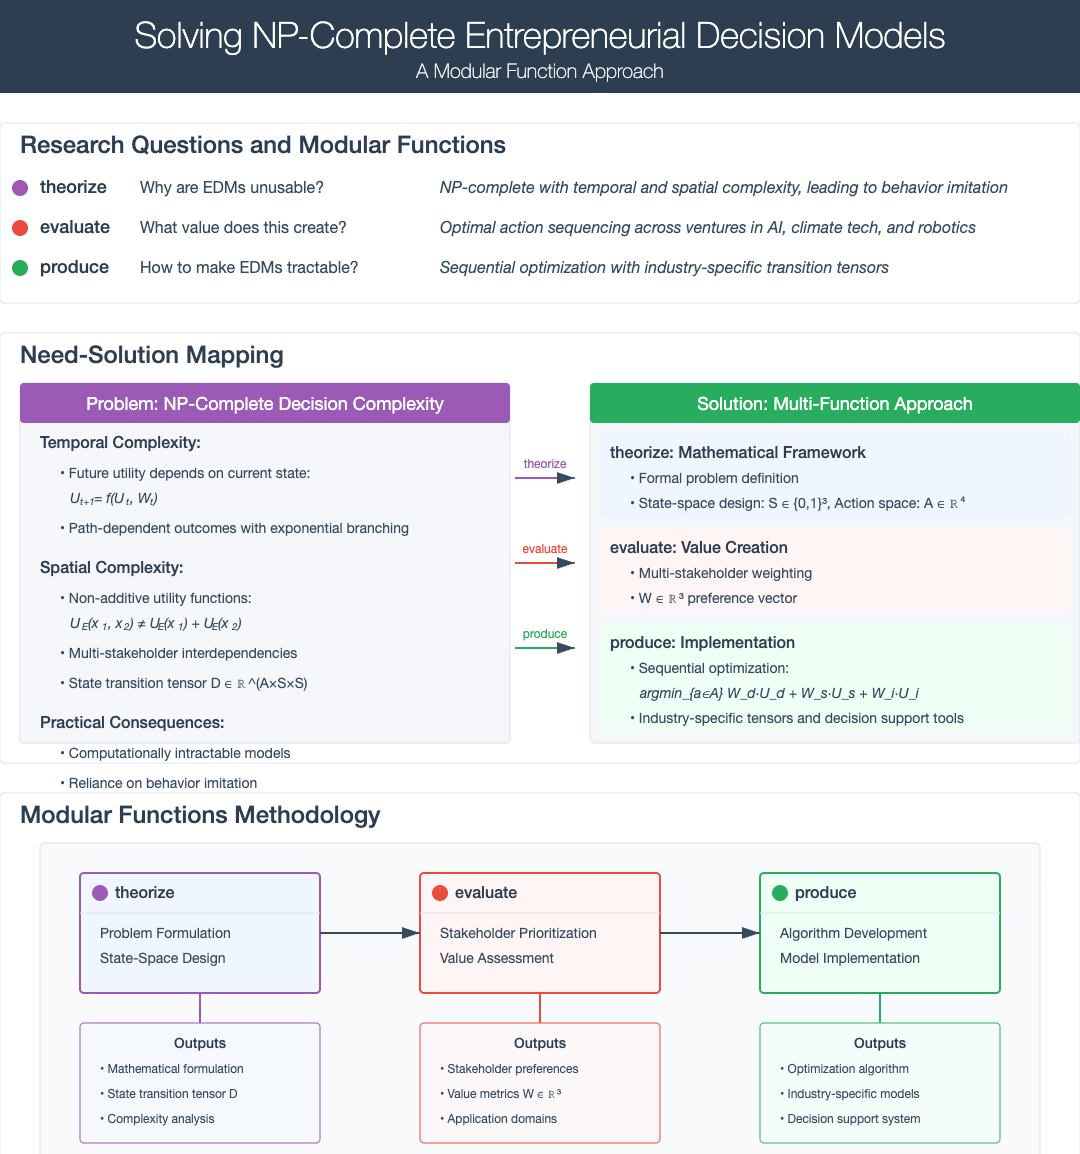 Solving NP-Complete Entrepreneurial Decision Models
A Modular Function Approach
Research Questions and Modular Functions
theorize Why are EDMs unusable? NP-complete with temporal and spatial complexity, leading to behavior imitation
evaluate What value does this create? Optimal action sequencing across ventures in AI, climate tech, and robotics
produce How to make EDMs tractable? Sequential optimization with industry-specific transition tensors
Need-Solution Mapping
Problem: NP-Complete Decision Complexity
Temporal Complexity:
• Future utility depends on current state:
Uₜ₊₁= f(Uₜ, Wₜ)
• Path-dependent outcomes with exponential branching
Spatial Complexity:
• Non-additive utility functions:
U_E(x₁, x₂) ≠ U_E(x₁) + U_E(x₂)
• Multi-stakeholder interdependencies
• State transition tensor D ∈ ℝ^(A×S×S)
Practical Consequences:
• Computationally intractable models
• Reliance on behavior imitation
theorize
evaluate
produce
Solution: Multi-Function Approach
theorize: Mathematical Framework
• Formal problem definition
• State-space design: S ∈ {0,1}³, Action space: A ∈ ℝ⁴
evaluate: Value Creation
• Multi-stakeholder weighting
• W ∈ ℝ³ preference vector
produce: Implementation
• Sequential optimization:
argmin_{a∈A} W_d·U_d + W_s·U_s + W_i·U_i
• Industry-specific tensors and decision support tools
Modular Functions Methodology
theorize
Problem Formulation
State-Space Design
Outputs
• Mathematical formulation
• State transition tensor D
• Complexity analysis
evaluate
Stakeholder Prioritization
Value Assessment
Outputs
• Stakeholder preferences
• Value metrics W ∈ ℝ³
• Application domains
produce
Algorithm Development
Model Implementation
Outputs
• Optimization algorithm
• Industry-specific models
• Decision support system